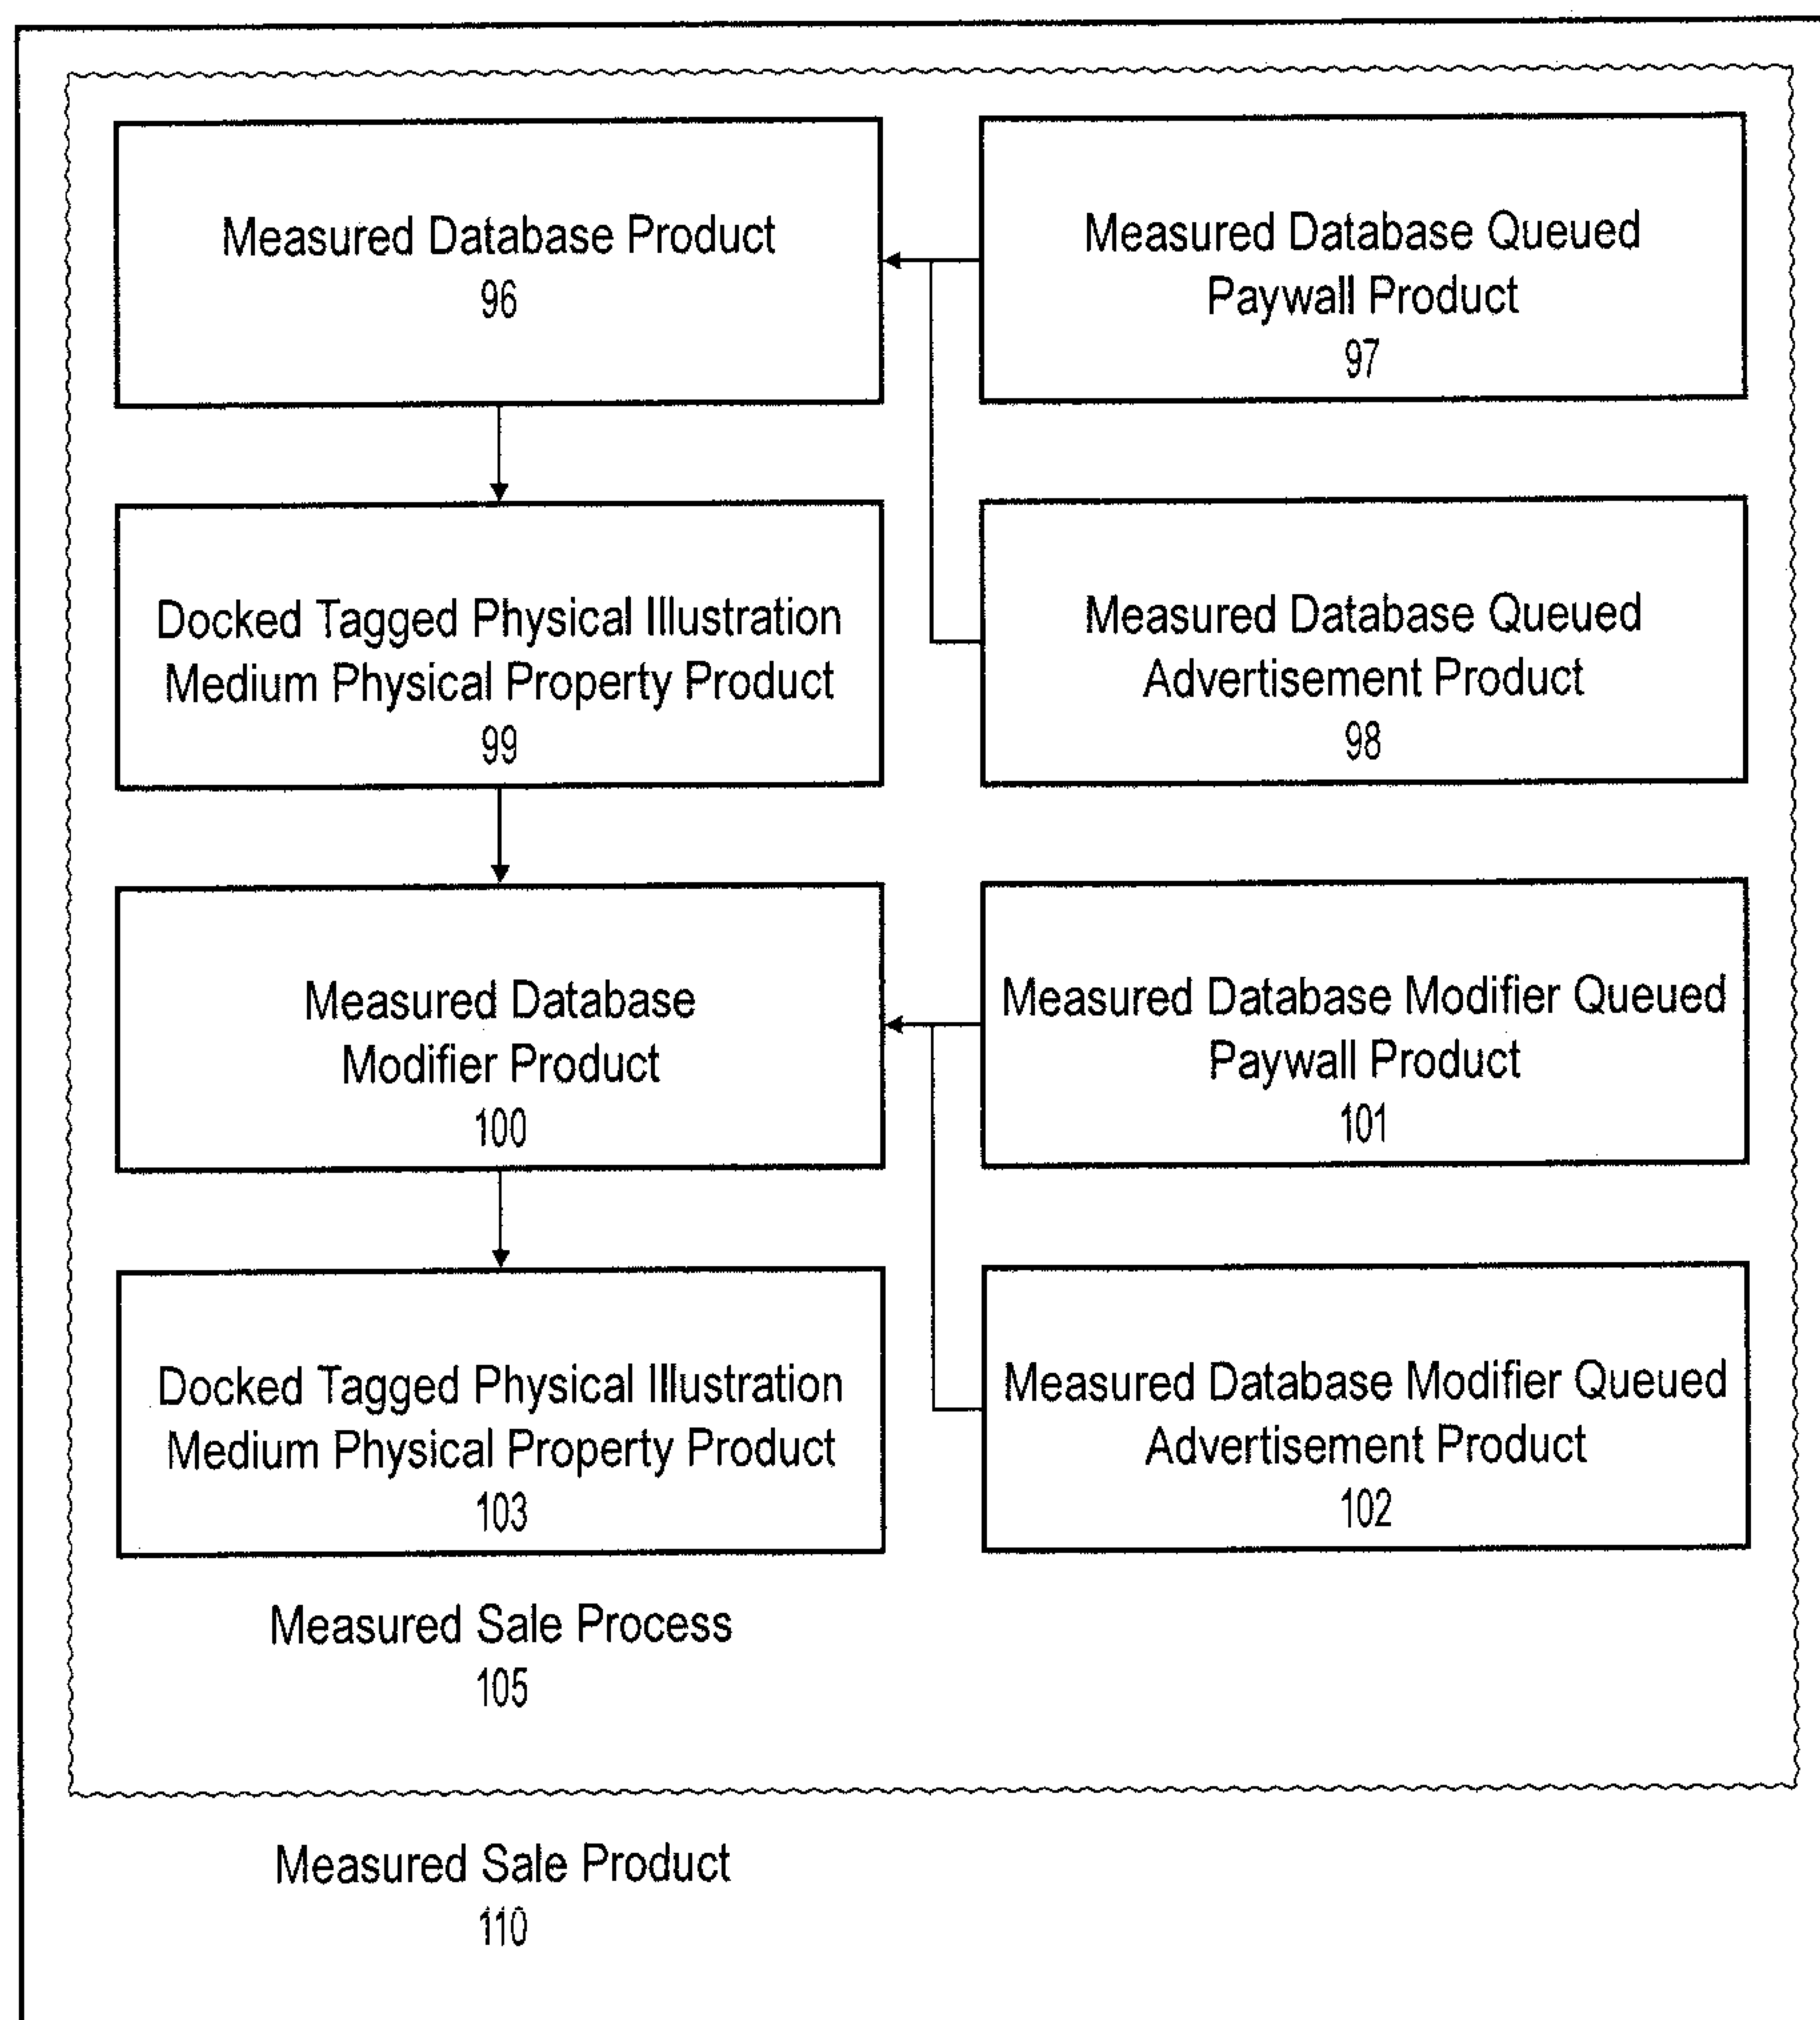 Measured Database Product
96
Measured Database Queued
Paywall Product
97
Docked Tagged Physical Illustration
Medium Physical Property Product
99
Measured Database Queued
Advertisement Product
98
Measured Database
Modifier Product
100
Measured Database Modifier Queued
Paywall Product
101
Docked Tagged Physical Illustration
Medium Physical Property Product
103
Measured Database Modifier Queued
Advertisement Product
102
Measured Sale Process
105
Measured Sale Product
110